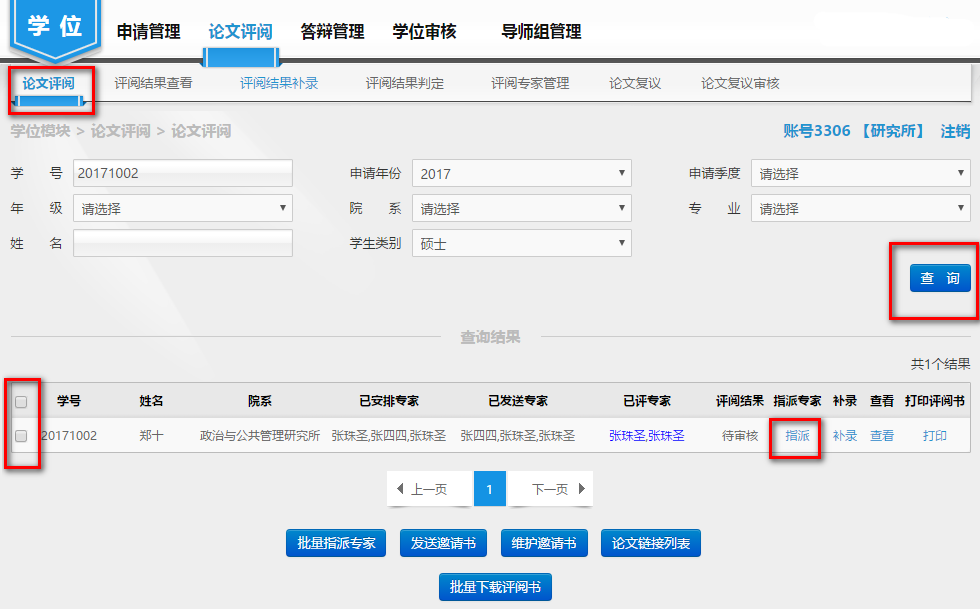 学 位 申请管理 论文评阅 答辩管理 学位审核 导师组管理
论文评阅 评阅结果查看 评阅结果补录 评阅结果判定 评阅专家管理 论文复议 论文复议审核
学位模块 > 论文评阅 > 论文评阅 账号3306 【研究所】 注销
学 号 20171002 申请年份 2017 申请季度 请选择
年 级 请选择 院 系 请选择 专 业 请选择
姓 名 学生类别 硕士
查 询
查询结果
共1个结果
学号 姓名 院系 已安排专家 已发送专家 已评专家 评阅结果 指派专家 补录 查看 打印评阅书
20171002 郑十 政治与公共管理研究所 张珠圣,张四四,张珠圣 张四四,张珠圣,张珠圣 张珠圣,张珠圣 待审核 指派 补录 查看 打印
上一页 1 下一页
批量指派专家 发送邀请书 维护邀请书 论文链接列表
批量下载评阅书